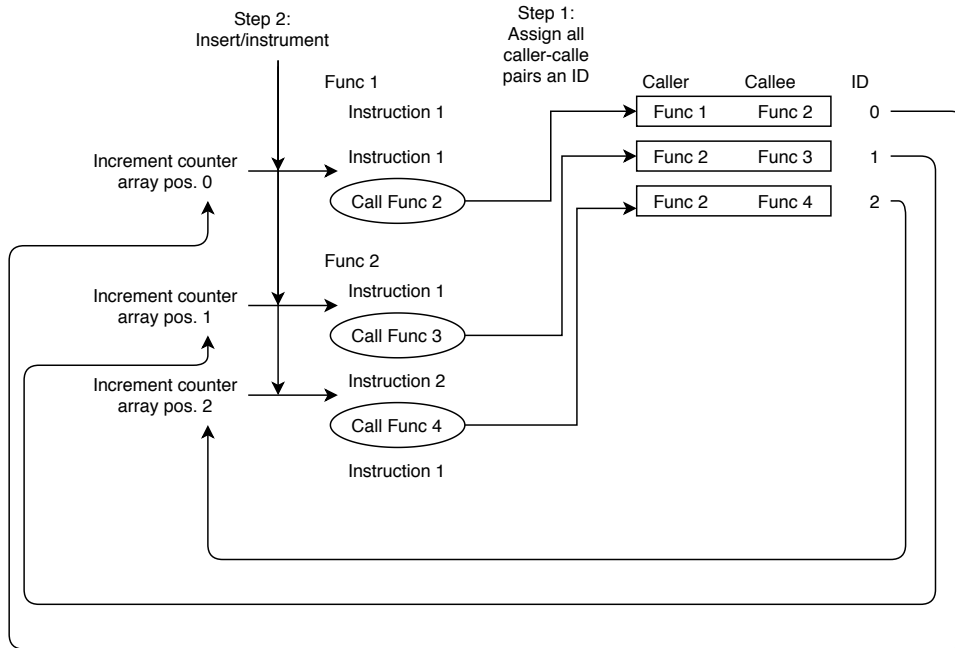 Step 2:
Insert/instrument
Step 1:
Assign all
caller-calle
pairs an ID
Func 1
Instruction 1
Instruction 1
Call Func 2
Increment counter
array pos. 0
Func 2
Instruction 1
Call Func 3
Increment counter
array pos. 1
Instruction 2
Call Func 4
Instruction 1
Increment counter
array pos. 2
Caller Callee ID
Func 1 Func 2 0
Func 2 Func 3 1
Func 2 Func 4 2